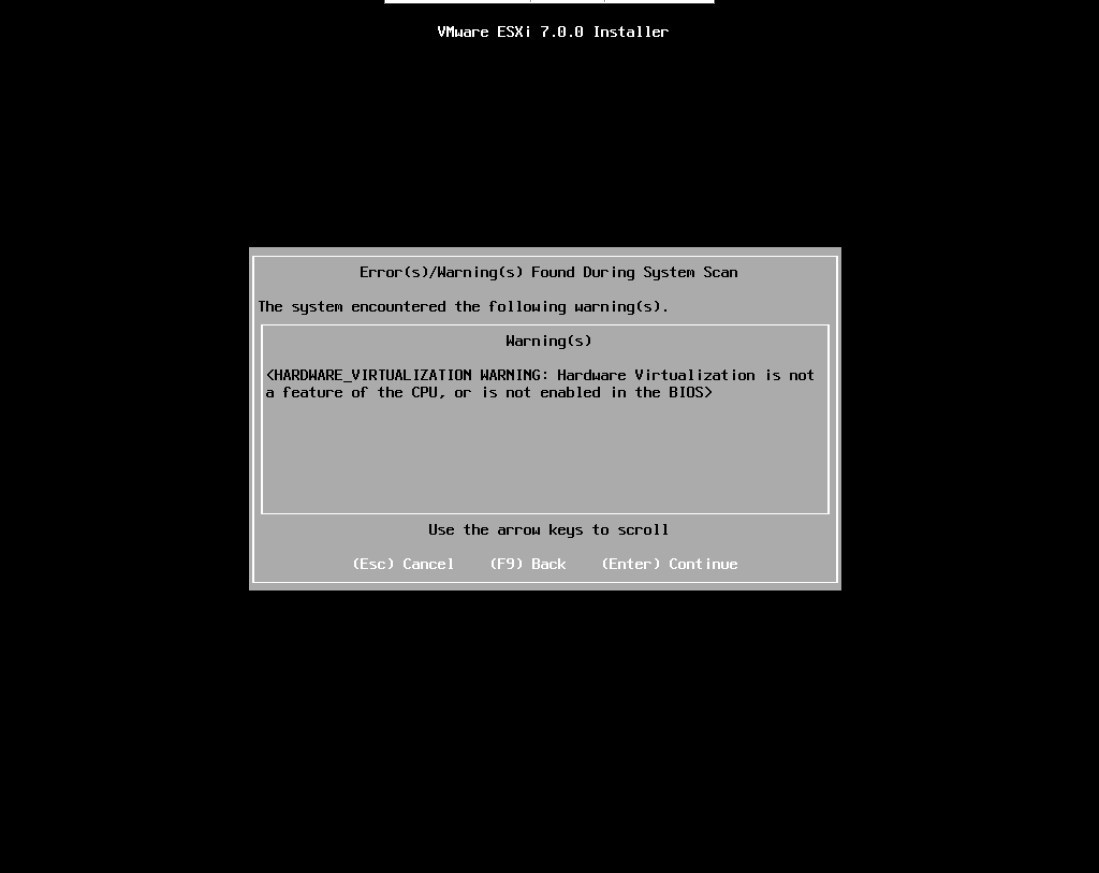 VMware ESXi 7.0.0 Installer
Error(s)/Warning(s) Found During System Scan
The system encountered the following warning(s).
Warning(s)
<HARDWARE_VIRTUALIZATION WARNING: Hardware Virtualization is not
a feature of the CPU, or is not enabled in the BIOS>
Use the arrow keys to scroll
(Esc) Cancel    (F9) Back    (Enter) Continue